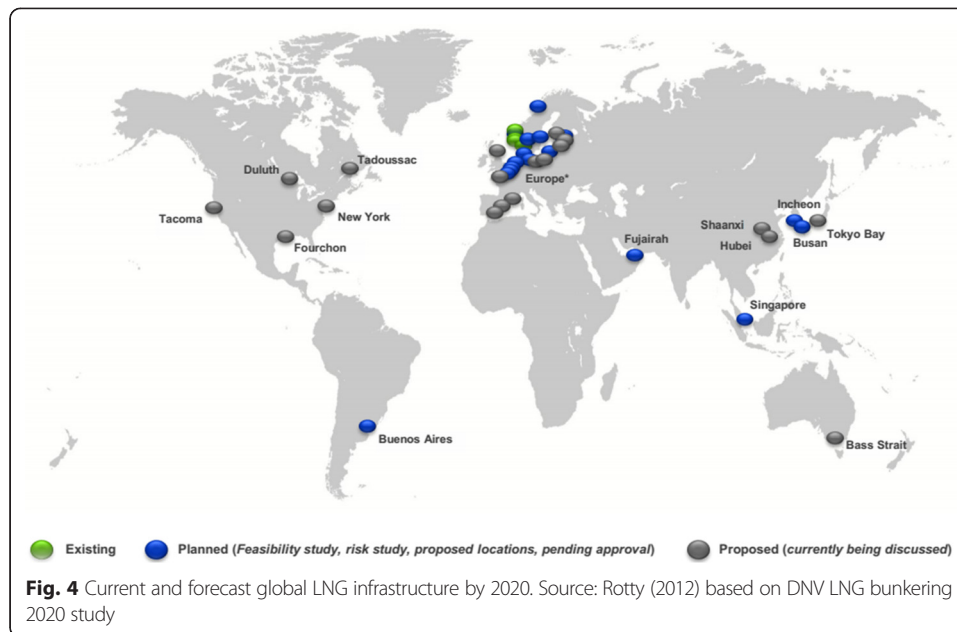 Tadoussac
Duluth
Europe*
Tacoma
New York
Incheon
Shaanxi
Tokyo Bay
Fourchon
Fujairah
Hubei
Busan
Singapore
Buenos Aires
Bass Strait
Existing
Planned (Feasibility study, risk study, proposed locations, pending approval)
Proposed (currently being discussed)
Fig. 4 Current and forecast global LNG infrastructure by 2020. Source: Rotty (2012) based on DNV LNG bunkering
2020 study